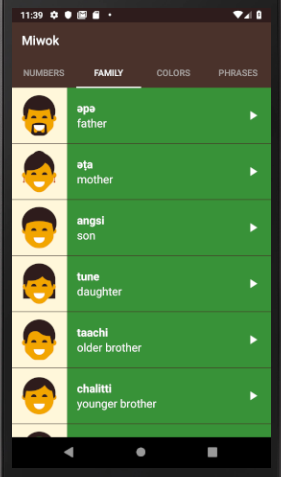 11:39
Miwok
NUMBERS FAMILY COLORS PHRASES
әpә
father
әṭa
mother
angsi
son
tune
daughter
taachi
older brother
chalitti
younger brother